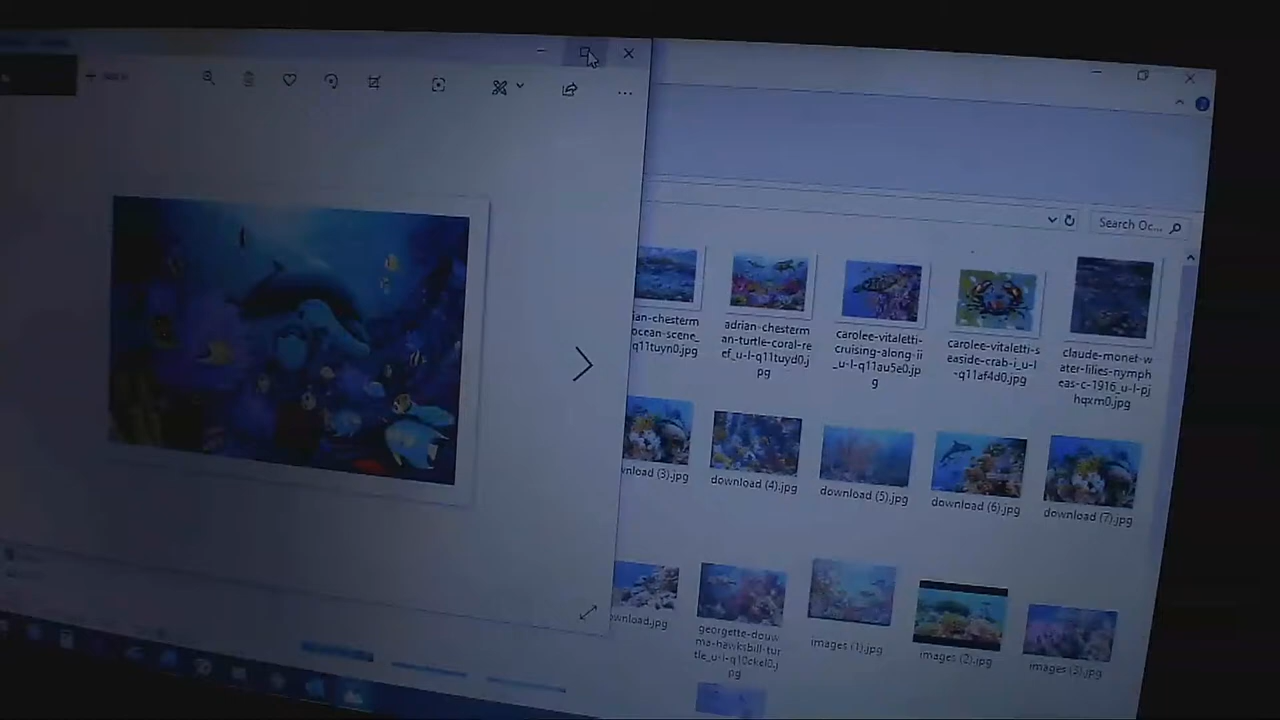 Search Oc...
ian-chesterm
ocean-scene_
q11tuyn0.jpg
adrian-chesterm
an-turtle-coral-re
ef_u-l-q11tuyd0.j
pg
carolee-vitaletti-
cruising-along-ii
_u-l-q11au5e0.jp
g
carolee-vitaletti-s
easide-crab-i_u-l
-q11af4d0.jpg
claude-monet-w
ater-lilies-nymph
eas-c-1916_u-l-pj
hqxm0.jpg
wnload (3).jpg
download (4).jpg
download (5).jpg
download (6).jpg
download (7).jpg
ownload.jpg
georgette-douw
ma-hawksbill-tur
tle_u-l-q10ckel0.j
pg
images (1).jpg
images (2).jpg
images (3).jpg